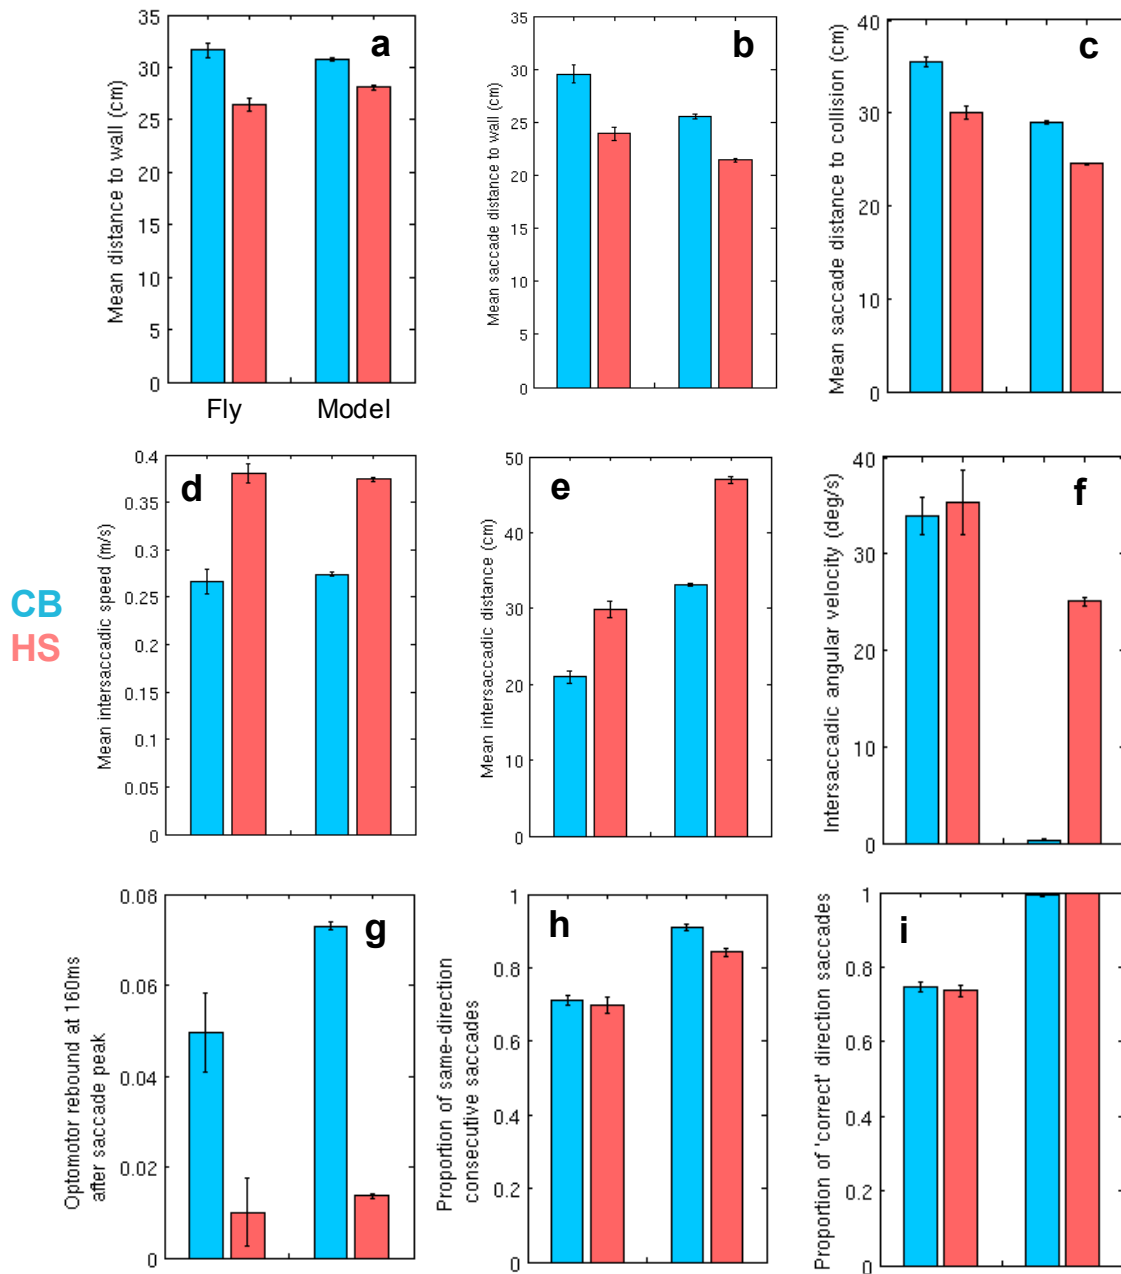 a
Mean distance to wall (cm)
35
30
25
20
15
10
5
0
Fly Model
b
Mean saccade distance to wall (cm)
35
30
25
20
15
10
5
0
c
Mean saccade distance to collision (cm)
40
30
20
10
0
CB
HS
d
Mean intersaccadic speed (m/s)
0.4
0.35
0.3
0.25
0.2
0.15
0.1
0.05
0
e
Mean intersaccadic distance (cm)
50
40
30
20
10
0
f
Intersaccadic angular velocity (deg/s)
40
30
20
10
0
g
Optomotor rebound at 160ms
after saccade peak
0.08
0.06
0.04
0.02
0
h
Proportion of same-direction
consecutive saccades
1
0.8
0.6
0.4
0.2
0
i
Proportion of 'correct' direction saccades
1
0.8
0.6
0.4
0.2
0